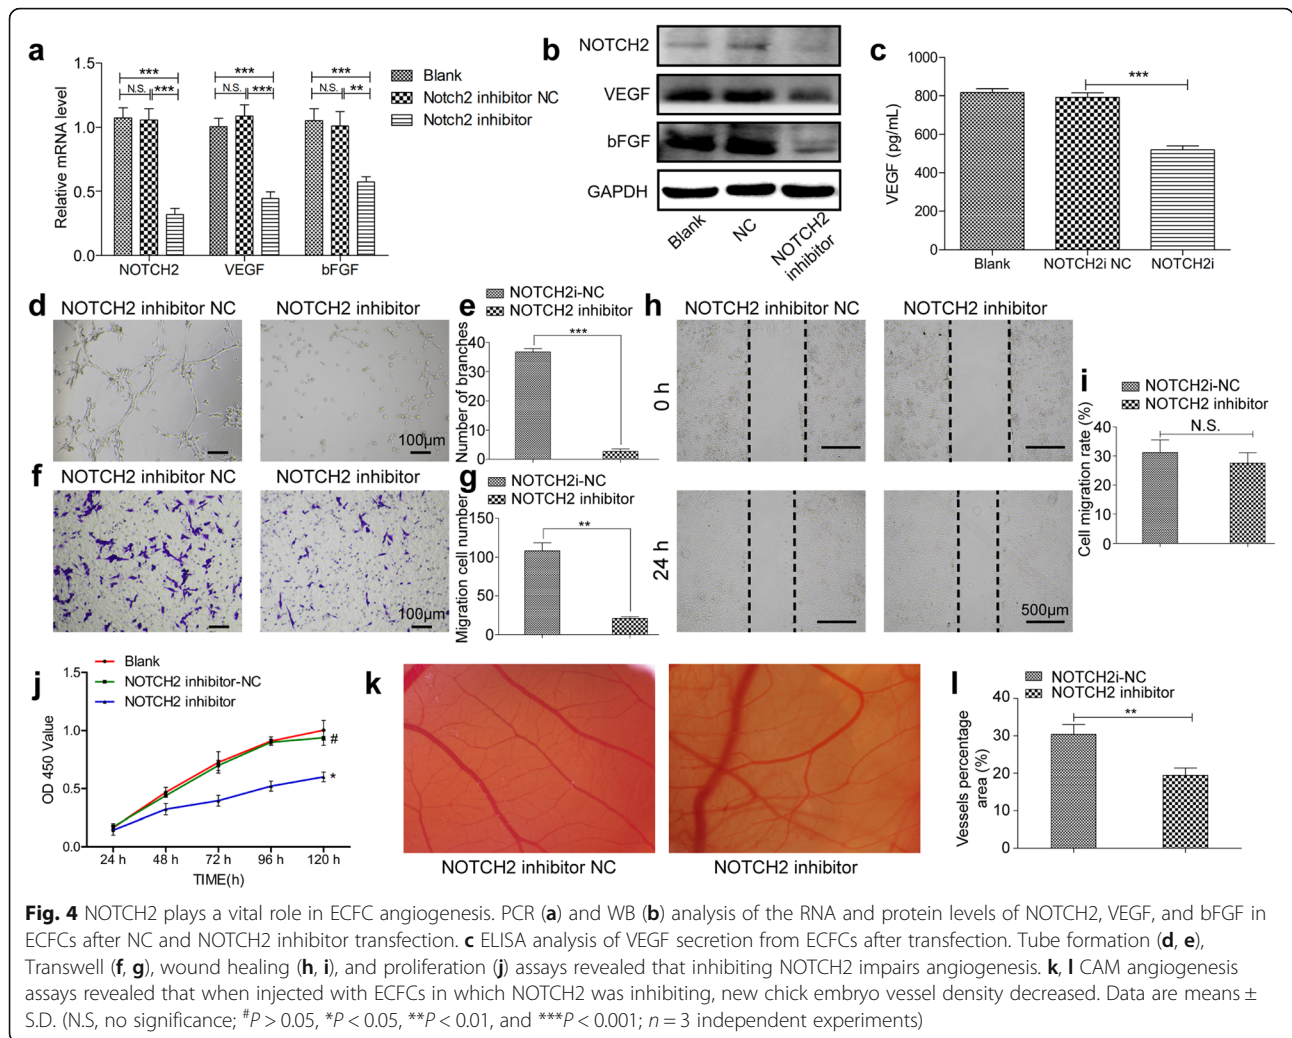 a
Relative mRNA level
1.5
1.0
0.5
0.0
*** *** ***
N.S. *** N.S. *** N.S. **
NOTCH2 VEGF bFGF
Blank
Notch2 inhibitor NC
Notch2 inhibitor
b
NOTCH2
VEGF
bFGF
GAPDH
Blank
NC
NOTCH2
inhibitor
c
VEGF (pg/mL)
1000
800
600
400
200
0
***
Blank NOTCH2i NC NOTCH2i
d
NOTCH2 inhibitor NC NOTCH2 inhibitor
100μm
e
NOTCH2i-NC
NOTCH2 inhibitor
Number of branches
40
30
20
10
0
***
f
NOTCH2 inhibitor NC NOTCH2 inhibitor
100μm
g
NOTCH2i-NC
NOTCH2 inhibitor
Migration cell number
150
100
50
0
**
h
NOTCH2 inhibitor NC NOTCH2 inhibitor
0 h
24 h
500μm
i
NOTCH2i-NC
NOTCH2 inhibitor
Cell migration rate (%)
40
30
20
10
0
N.S.
j
Blank
NOTCH2 inhibitor-NC
NOTCH2 inhibitor
OD 450 Value
1.5
1.0
0.5
0.0
#
*
24 h 48 h 72 h 96 h 120 h
TIME(h)
k
NOTCH2 inhibitor NC NOTCH2 inhibitor
l
NOTCH2i-NC
NOTCH2 inhibitor
Vessels percentage
area (%)
40
30
20
10
0
**
Fig. 4 NOTCH2 plays a vital role in ECFC angiogenesis. PCR (a) and WB (b) analysis of the RNA and protein levels of NOTCH2, VEGF, and bFGF in
ECFCs after NC and NOTCH2 inhibitor transfection. c ELISA analysis of VEGF secretion from ECFCs after transfection. Tube formation (d, e),
Transwell (f, g), wound healing (h, i), and proliferation (j) assays revealed that inhibiting NOTCH2 impairs angiogenesis. k, l CAM angiogenesis
assays revealed that when injected with ECFCs in which NOTCH2 was inhibiting, new chick embryo vessel density decreased. Data are means ±
S.D. (N.S, no significance; #P > 0.05, *P < 0.05, **P < 0.01, and ***P < 0.001; n = 3 independent experiments)